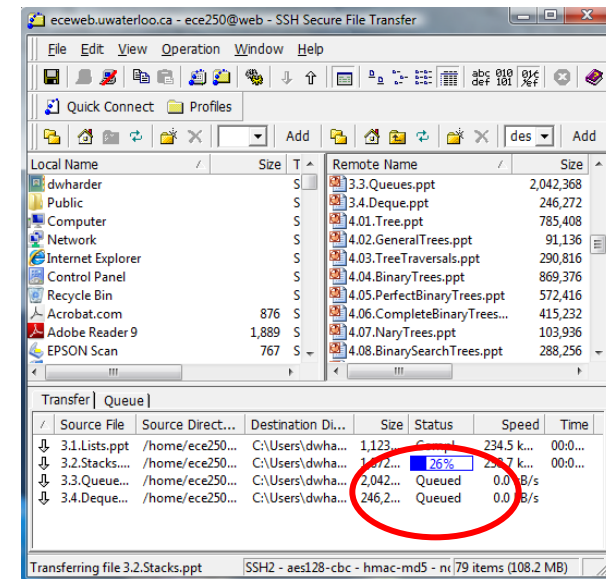 eceweb.uwaterloo.ca - ece250@web - SSH Secure File Transfer
File Edit View Operation Window Help
Quick Connect Profiles
Add des Add
Local Name / Size T Remote Name / Size
dwharder S 3.3.Queues.ppt 2,042,368
Public S 3.4.Deque.ppt 246,272
Computer S 4.01.Tree.ppt 785,408
Network S 4.02.GeneralTrees.ppt 91,136
Internet Explorer S 4.03.TreeTraversals.ppt 290,816
Control Panel S 4.04.BinaryTrees.ppt 869,376
Recycle Bin S 4.05.PerfectBinaryTrees.ppt 572,416
Acrobat.com 876 S 4.06.CompleteBinaryTrees... 415,232
Adobe Reader 9 1,889 S 4.07.NaryTrees.ppt 103,936
EPSON Scan 767 S 4.08.BinarySearchTrees.ppt 288,256
Transfer Queue
/ Source File Source Direct... Destination Di... Size Status Speed Time
3.1.Lists.ppt /home/ece250... C:\Users\dwha... 1,123... 234.5 k... 00:0...
3.2.Stacks.... /home/ece250... C:\Users\dwha... 26% 00:0...
3.3.Queue... /home/ece250... C:\Users\dwha... 2,042... Queued 0.0 kB/s
3.4.Deque... /home/ece250... C:\Users\dwha... 246,2... Queued 0.0 kB/s
Transferring file 3.2.Stacks.ppt SSH2 - aes128-cbc - hmac-md5 - 79 items (108.2 MB)